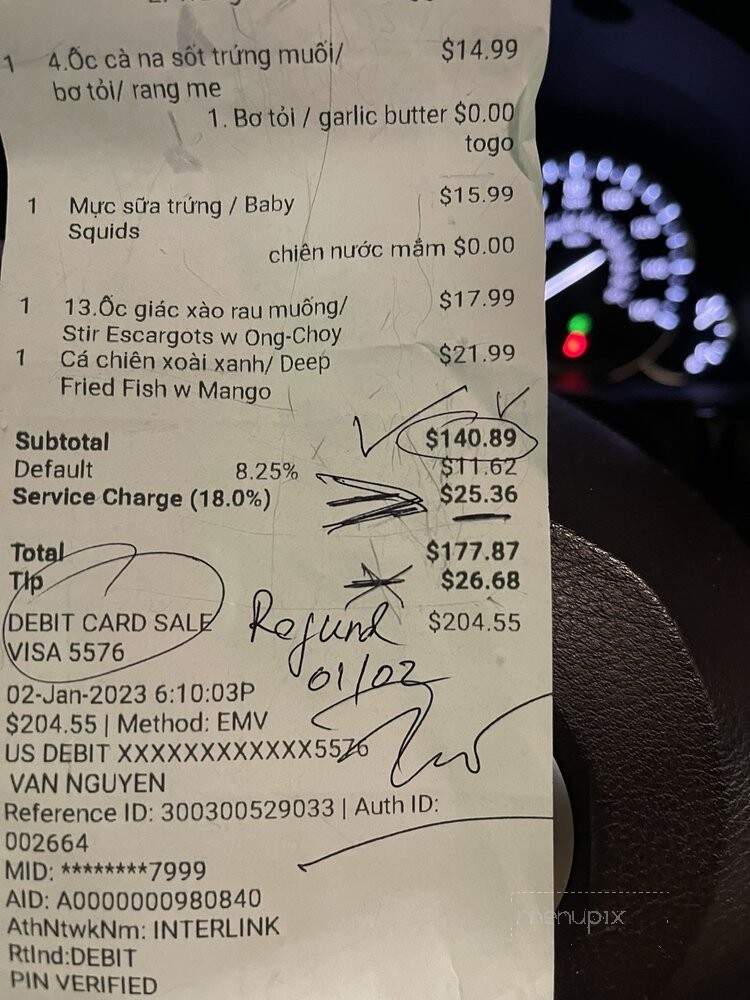 1 4.Ốc cà na sốt trứng muối/ $14.99
bơ tỏi/ rang me
1. Bơ tỏi / garlic butter $0.00
togo
1 Mực sữa trứng / Baby $15.99
Squids
chiên nước mắm $0.00
1 13.Ốc giác xào rau muống/ $17.99
Stir Escargots w Ong-Choy
1 Cá chiên xoài xanh/ Deep $21.99
Fried Fish w Mango
Subtotal $140.89
Default 8.25% $11.62
Service Charge (18.0%) $25.36
Total $177.87
Tip $26.68
DEBIT CARD SALE $204.55
VISA 5576
Refund
01/02
02-Jan-2023 6:10:03P
$204.55 | Method: EMV
US DEBIT XXXXXXXXXXXX5576
VAN NGUYEN
Reference ID: 300300529033 | Auth ID:
002664
MID: ********7999
AID: A0000000980840
AthNtwkNm: INTERLINK
RtInd:DEBIT
PIN VERIFIED
menupix